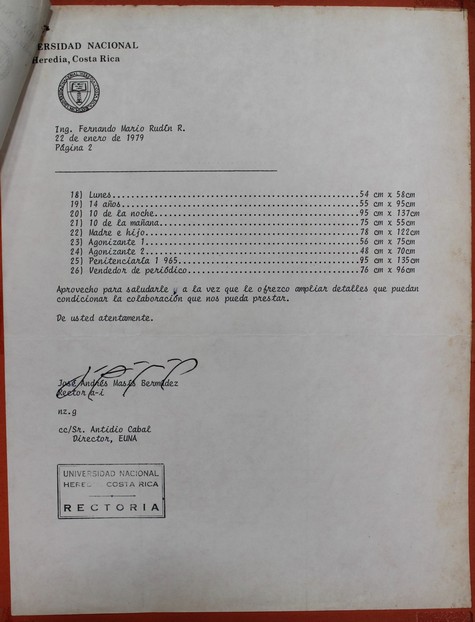 ERSIDAD NACIONAL
Heredia, Costa Rica
Ing. Fernando Mario Rudín R.
22 de enero de 1979
Página 2
18) Lunes..................................................54 cm x 58cm
19) 14 años................................................55 cm x 95cm
20) 10 de la noche.........................................95 cm x 137cm
21) 10 de la mañana........................................75 cm x 55cm
22) Madre e hijo...........................................78 cm x 122cm
23) Agonizante 1...........................................56 cm x 75cm
24) Agonizante 2...........................................48 cm x 70cm
25) Penitenciaría 1 965....................................95 cm x 135cm
26) Vendedor de periódico..................................76 cm x 96cm
Aprovecho para saludarle y a la vez que le ofrezco ampliar detalles que puedan
condicionar la colaboración que nos pueda prestar.
De usted atentamente.
José Andrés Masís Bermúdez
Rector a-i
nz.g
cc/Sr. Antidio Cabal
Director, EUNA
UNIVERSIDAD NACIONAL
HERED COSTA RICA
RECTORIA